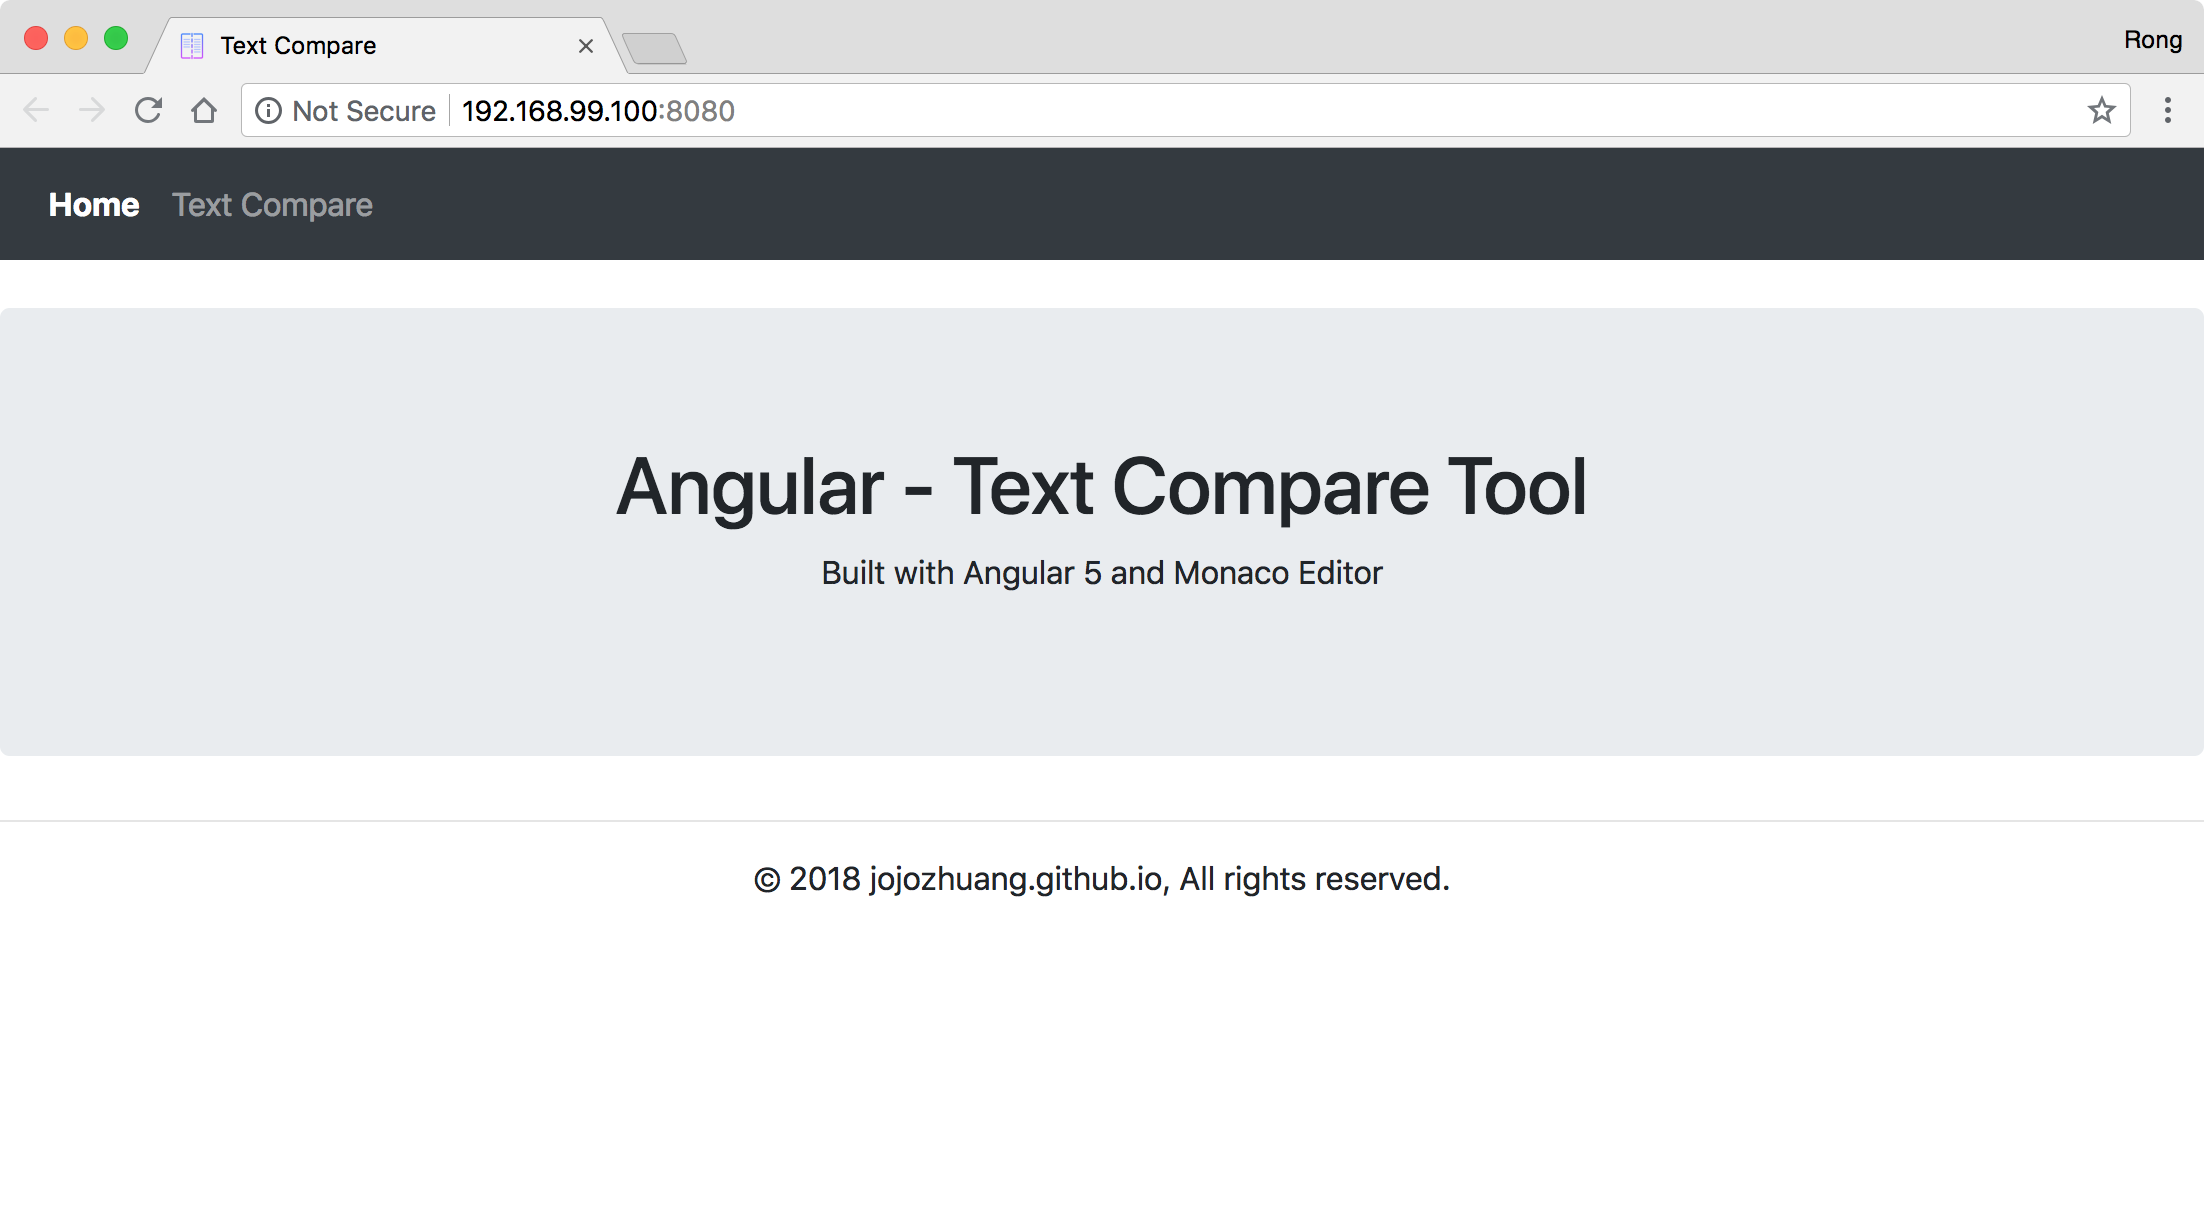 Text Compare
Rong
Not Secure 192.168.99.100:8080
Home Text Compare
Angular - Text Compare Tool
Built with Angular 5 and Monaco Editor
© 2018 jojozhuang.github.io, All rights reserved.